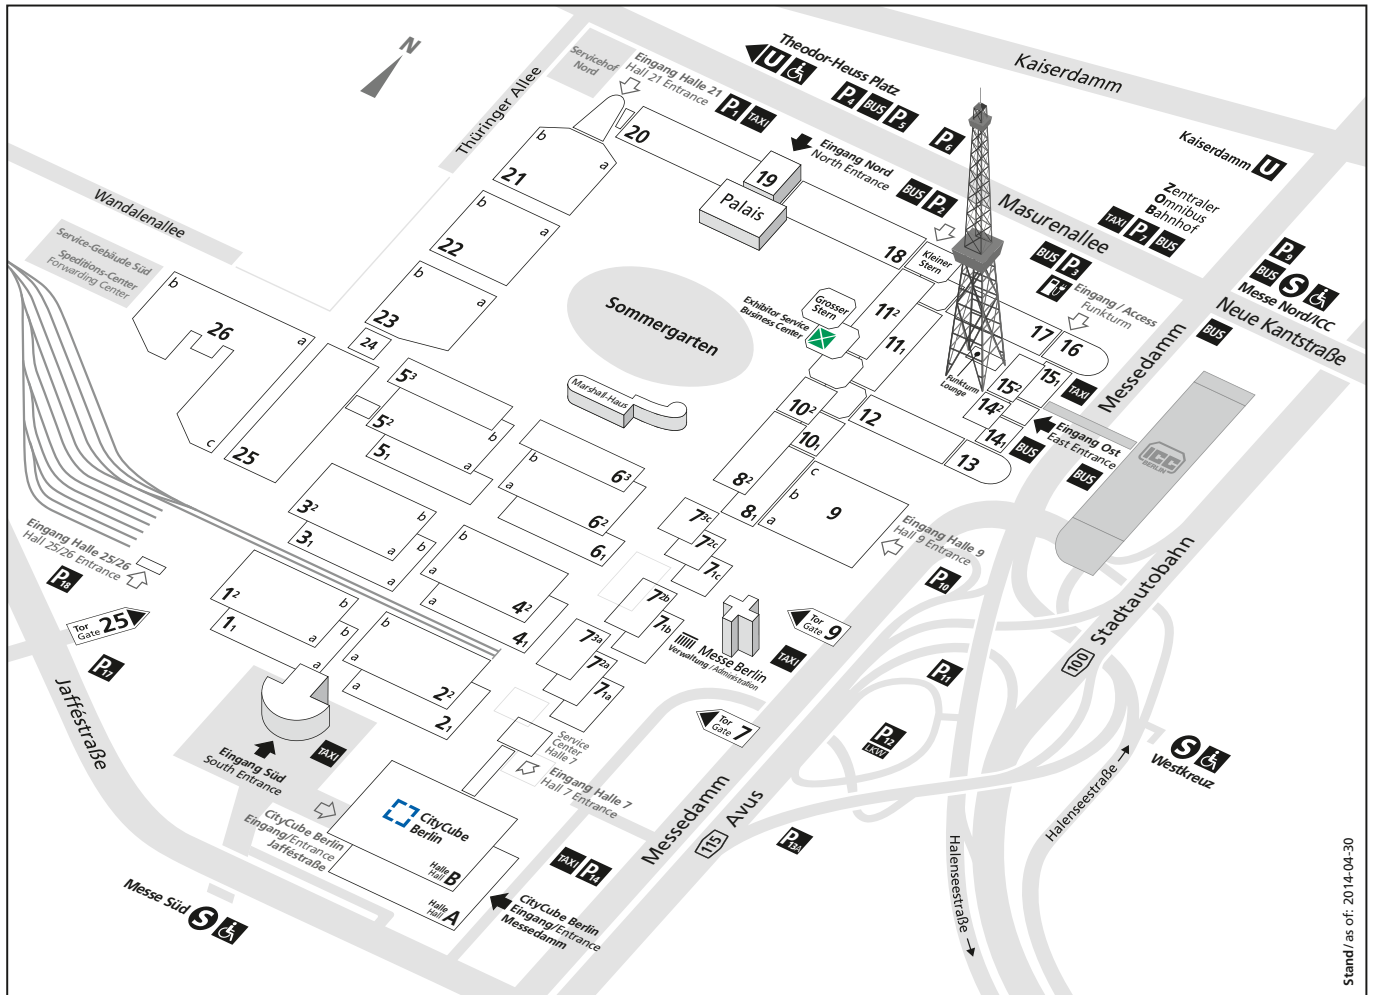 N
Servicehof
Nord
Eingang Halle 21
Hall 21 Entrance
P1
TAXI
Thüringer Allee
Theodor-Heuss Platz
U
P4
BUS
P5
P6
Kaiserdamm
Kaiserdamm
U
Eingang Nord
North Entrance
BUS
P2
Masurenallee
Zentraler
Omnibus
Bahnhof
TAXI
P7
BUS
BUS
P3
P9
BUS
S
Messe Nord/ICC
BUS
Neue Kantstraße
Eingang/Access
Funkturm
Messedamm
Wandalenallee
Service-Gebäude Süd
Speditions-Center
Forwarding Center
b
a
21
20
19
Palais
18
Kleiner
Stern
b
a
22
b
a
23
24
b
26
a
c
25
Sommergarten
Marshall-Haus
Exhibitor Service
Business Center
Grosser
Stern
11²
11₁
17
16
15₁
15²
14²
14₁
TAXI
Funkturm
Lounge
Eingang Ost
East Entrance
BUS
BUS
ICC
BERLIN
12
13
10²
10₁
8²
8₁
c
b
a
9
Eingang Halle 9
Hall 9 Entrance
P10
5³
5²
b
5₁
a
6³
b
6²
a
6₁
3²
b
3₁
a
b
a
b
4²
a
4₁
1²
b
1₁
a
b
a
b
a
2²
a
2₁
7³c
7²c
7₁c
7²b
7₁b
7³a
7²a
7₁a
Eingang Halle 25/26
Hall 25/26 Entrance
P18
Tor
Gate 25
P17
Jafféstraße
Messe Berlin
Verwaltung/Administration
TAXI
Tor
Gate 9
P11
Tor
Gate 7
P12
LKW
P13A
100 Stadtautobahn
S
Westkreuz
Halenseestraße
Halenseestraße
Messedamm
115 Avus
Eingang Süd
South Entrance
TAXI
Service
Center
Halle 7
Eingang Halle 7
Hall 7 Entrance
CityCube Berlin
Eingang/Entrance
Jafféstraße
CityCube
Berlin
Halle
Hall B
Halle
Hall A
TAXI
P14
CityCube Berlin
Eingang/Entrance
Messedamm
Messe Süd
S
Stand/as of: 2014-04-30